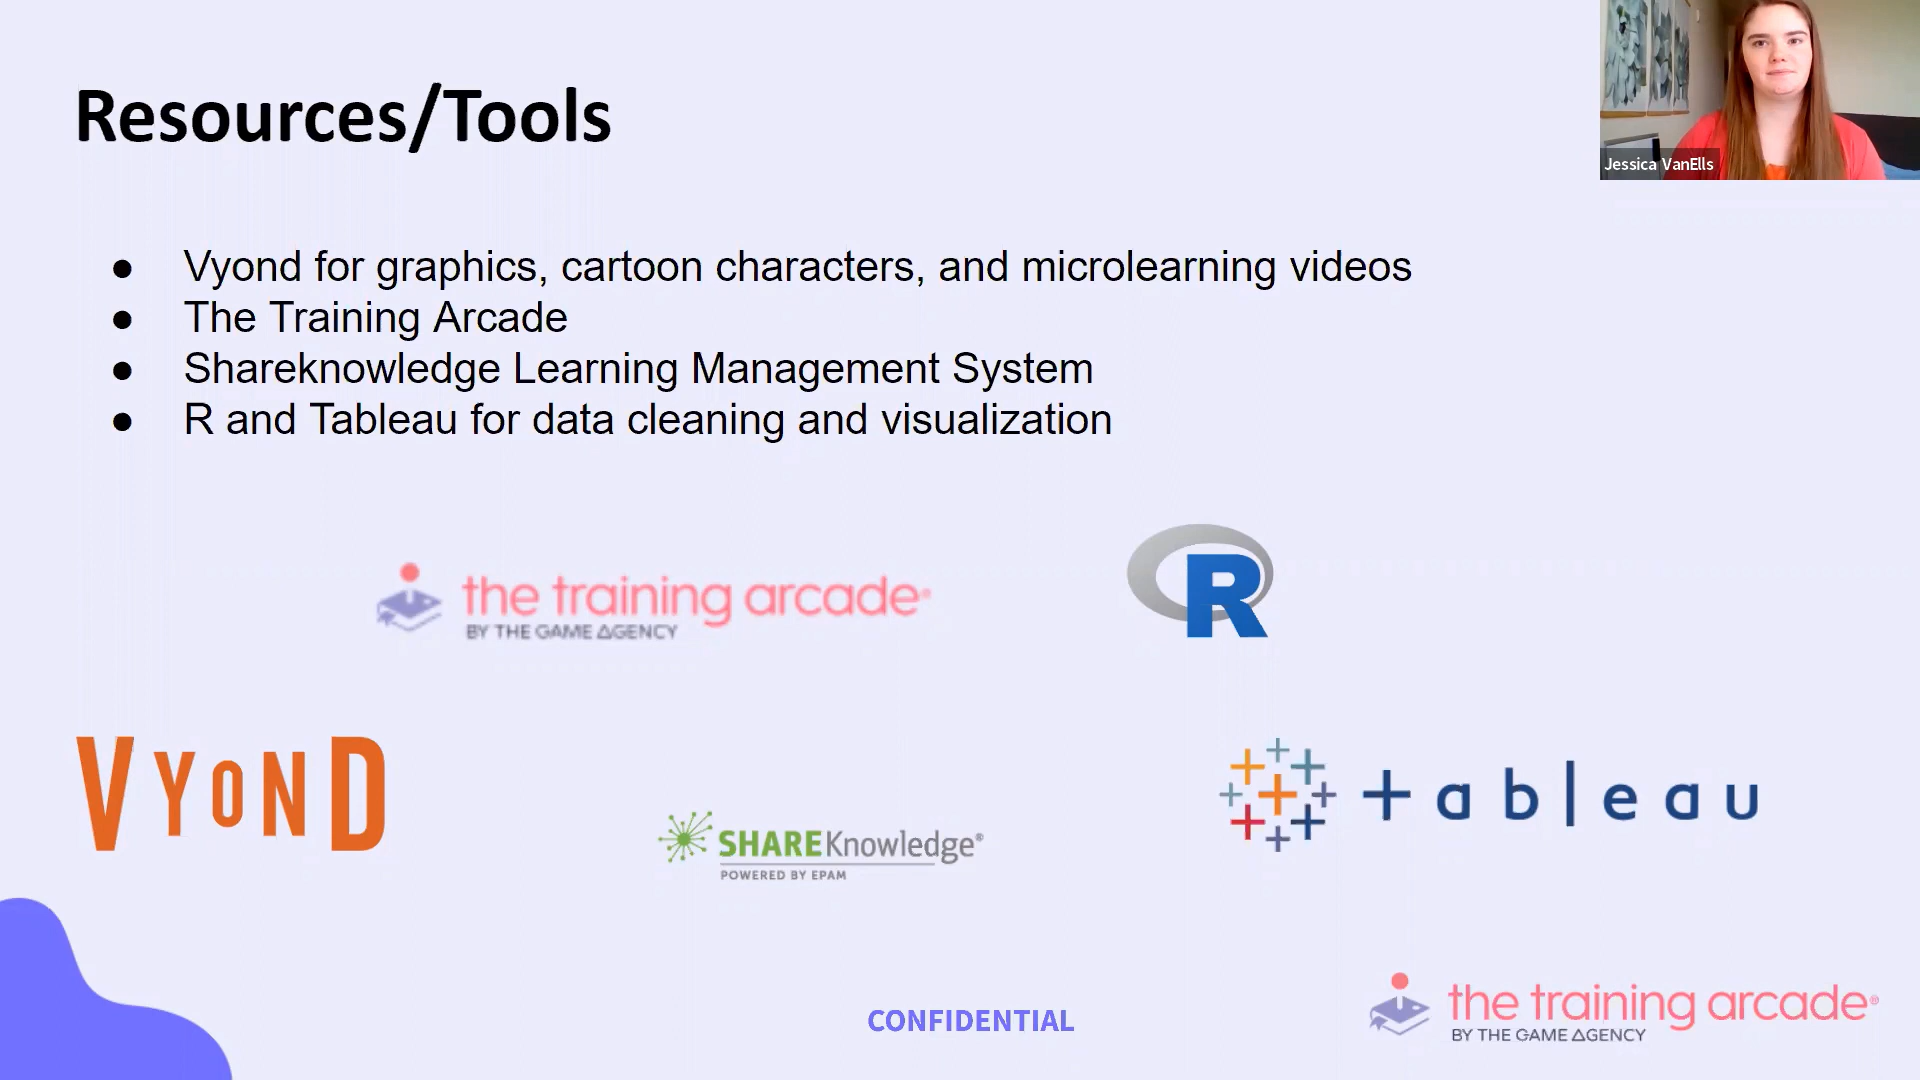 Resources/Tools
Jessica VanElls
● Vyond for graphics, cartoon characters, and microlearning videos
● The Training Arcade
● Shareknowledge Learning Management System
● R and Tableau for data cleaning and visualization
the training arcade®
BY THE GAME AGENCY
R
VYOND
SHAREKnowledge®
POWERED BY EPAM
+ableau
CONFIDENTIAL
the training arcade®
BY THE GAME AGENCY